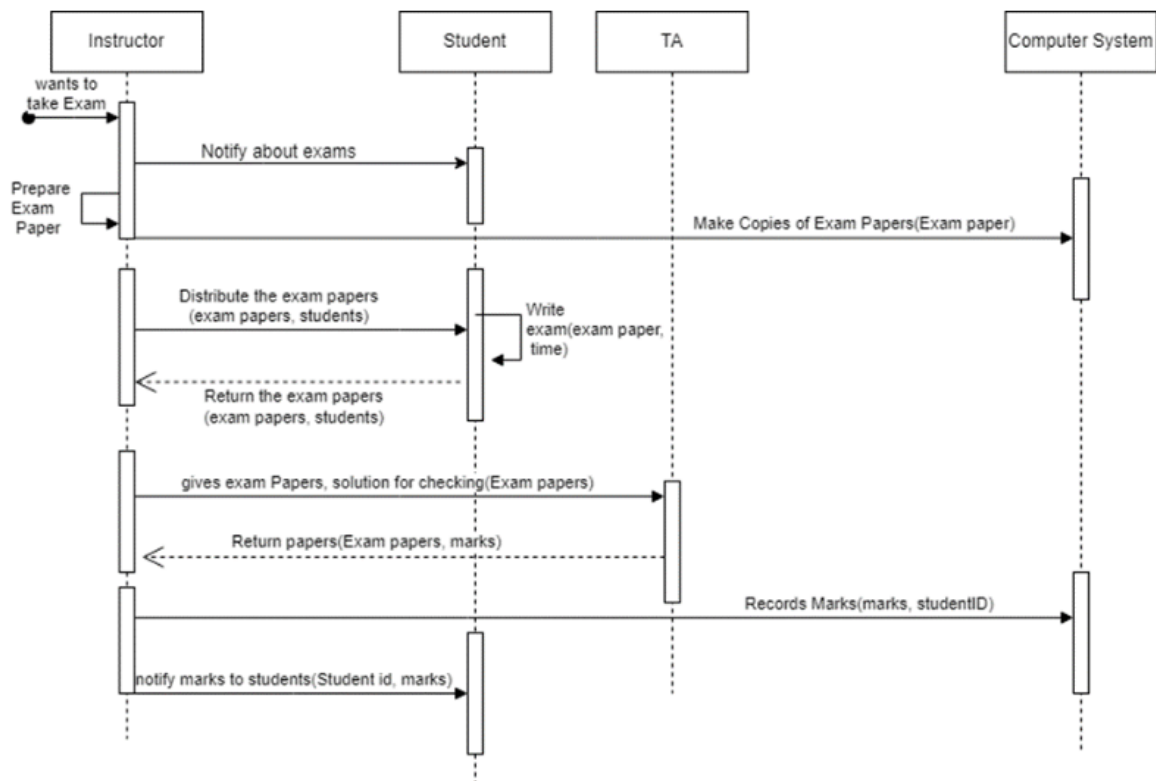 Instructor
Student
TA
Computer System
wants to
take Exam
Notify about exams
Prepare
Exam
Paper
Make Copies of Exam Papers(Exam paper)
Distribute the exam papers
(exam papers, students)
Write
exam(exam paper,
time)
Return the exam papers
(exam papers, students)
gives exam Papers, solution for checking(Exam papers)
Return papers(Exam papers, marks)
Records Marks(marks, studentID)
notify marks to students(Student id, marks)